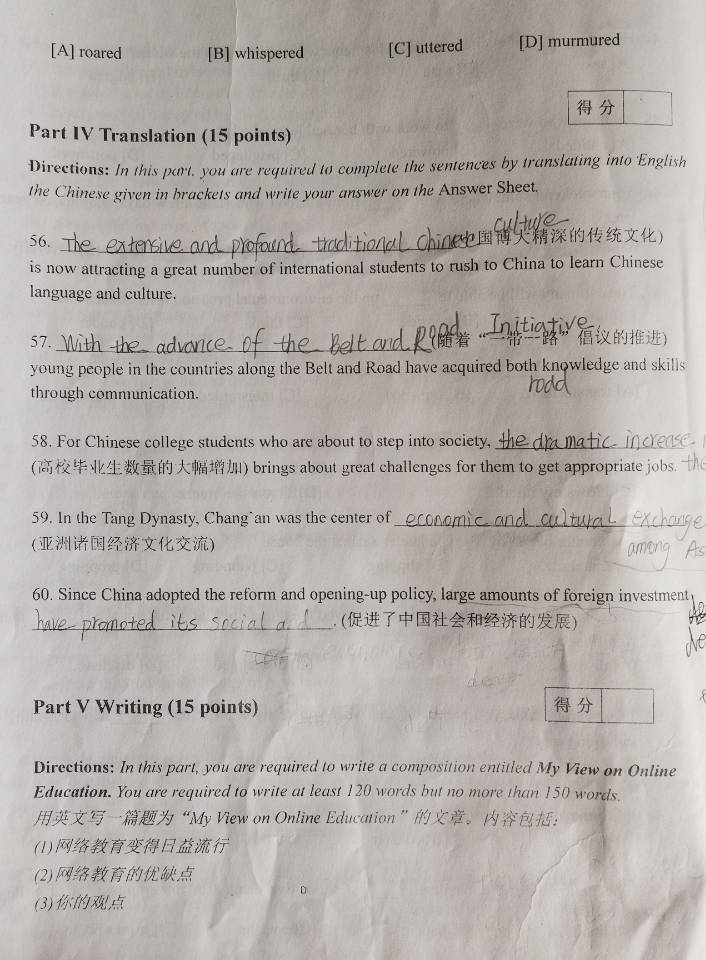 [A] roared [B] whispered [C] uttered [D] murmured
得 分
Part IV Translation (15 points)
Directions: In this part, you are required to complete the sentences by translating into English
the Chinese given in brackets and write your answer on the Answer Sheet.
culture
56. The extensive and profound traditional Chinese 国博大精深的传统文化)
is now attracting a great number of international students to rush to China to learn Chinese
language and culture.
57. With the advance of the Belt and Road Initiative (随着“一带一路”倡议的推进)
young people in the countries along the Belt and Road have acquired both knowledge and skills
through communication.
58. For Chinese college students who are about to step into society, the dramatic increase
(高校毕业生数量的大幅增加) brings about great challenges for them to get appropriate jobs. the
59. In the Tang Dynasty, Chang`an was the center of economic and cultural exchange
(亚洲诸国经济文化交流) among As
60. Since China adopted the reform and opening-up policy, large amounts of foreign investment
have promoted its social a d . (促进了中国社会和经济的发展)
Part V Writing (15 points)
得 分
Directions: In this part, you are required to write a composition entitled My View on Online
Education. You are required to write at least 120 words but no more than 150 words.
用英文写一篇题为“My View on Online Education”的文章。内容包括：
(1)网络教育变得日益流行
(2)网络教育的优缺点
(3)你的观点